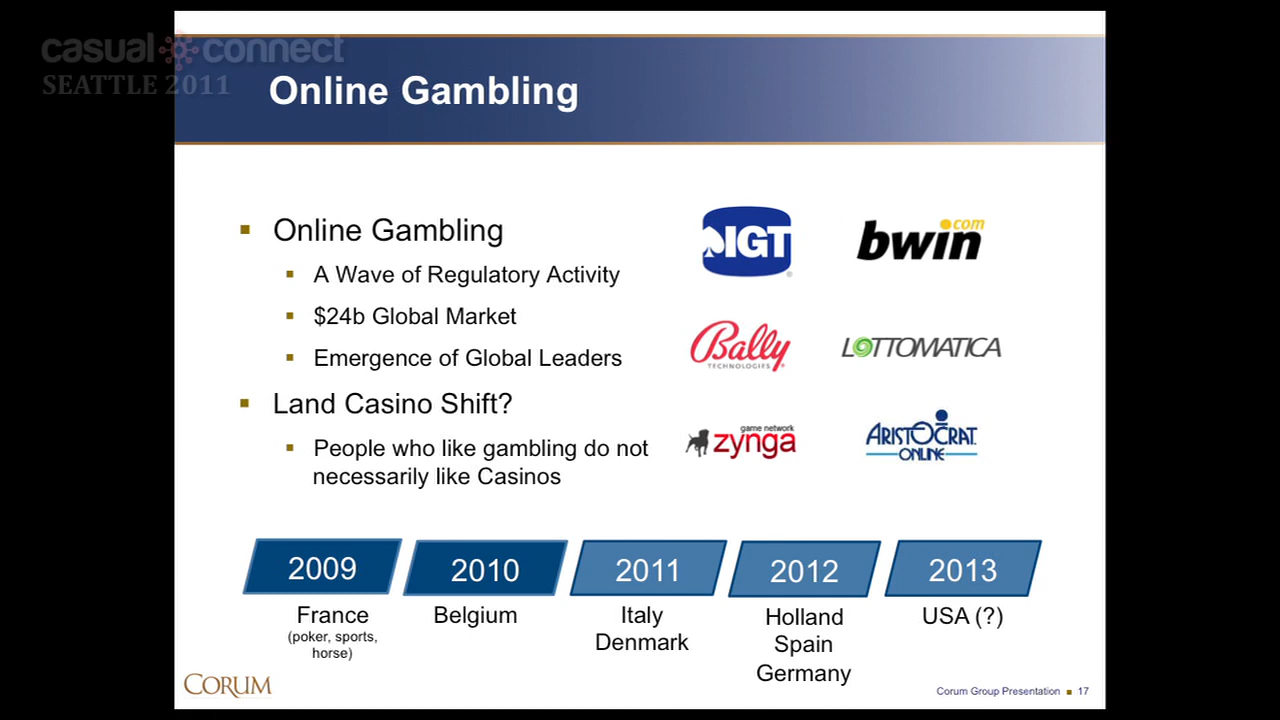 casual connect
SEATTLE 2011
Online Gambling
Online Gambling
A Wave of Regulatory Activity
$24b Global Market
Emergence of Global Leaders
Land Casino Shift?
People who like gambling do not
necessarily like Casinos
IGT
bwin.com
Bally
TECHNOLOGIES
LOTTOMATICA
game network
zynga
ARISTOCRAT
ONLINE
2009
2010
2011
2012
2013
France
(poker, sports,
horse)
Belgium
Italy
Denmark
Holland
Spain
Germany
USA (?)
CORUM
Corum Group Presentation ■ 17